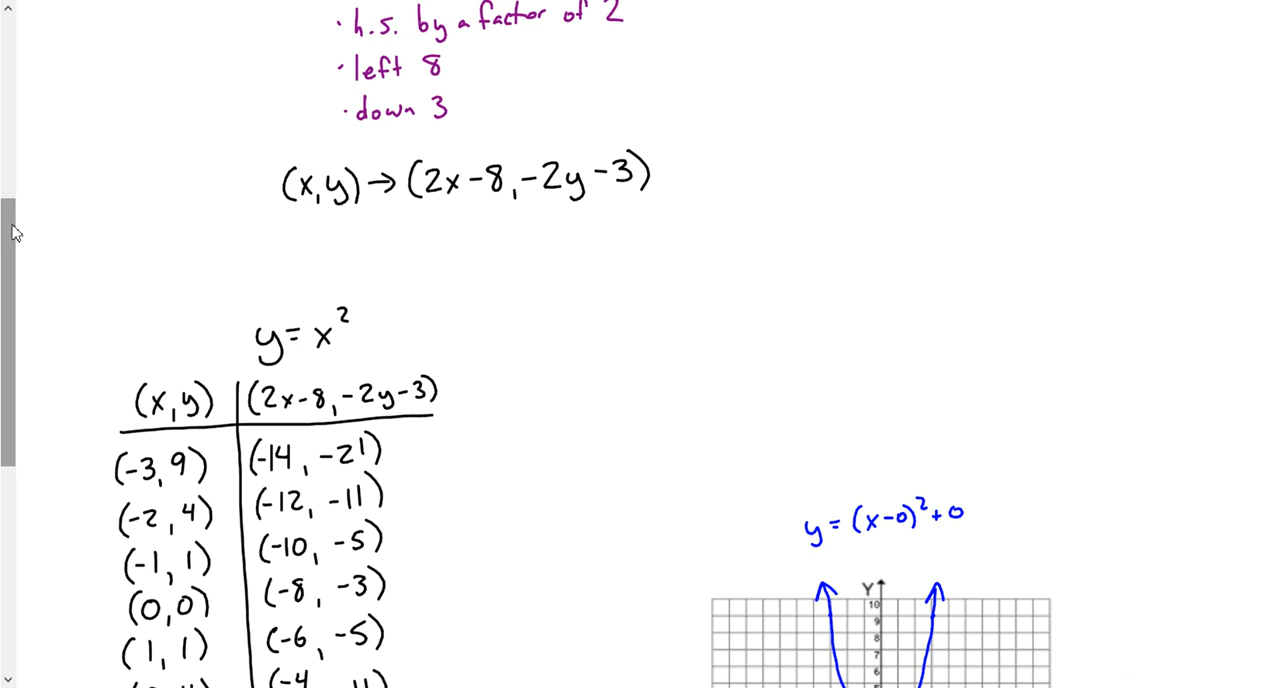 · h.s. by a factor of 2
· left 8
· down 3
(x,y) → (2x-8, -2y-3)
y = x²
(x,y) | (2x-8, -2y-3)
(-3,9) (-14, -21)
(-2,4) (-12, -11)
(-1, 1) (-10, -5)
(0,0) (-8, -3)
(1, 1) (-6, -5)
(-4
y = (x-0)² + 0
Y
10
9
8
7
6